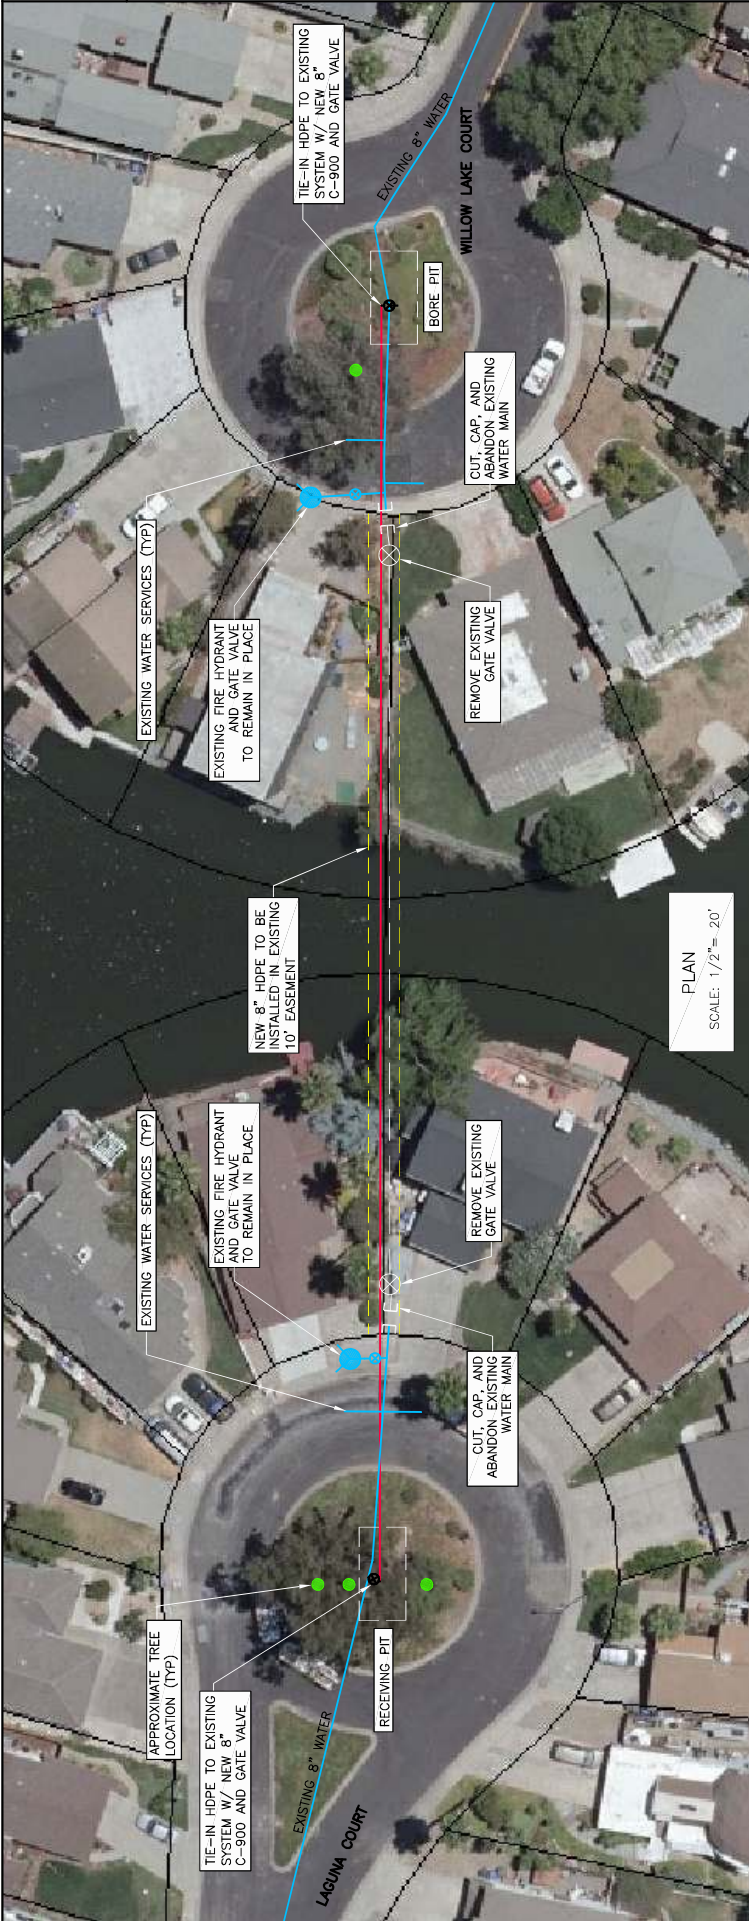 TIE-IN HDPE TO EXISTING
SYSTEM W/ NEW 8"
C-900 AND GATE VALVE
EXISTING 8" WATER
WILLOW LAKE COURT
BORE PIT
CUT, CAP, AND
ABANDON EXISTING
WATER MAIN
EXISTING WATER SERVICES (TYP)
EXISTING FIRE HYDRANT
AND GATE VALVE
TO REMAIN IN PLACE
REMOVE EXISTING
GATE VALVE
NEW 8" HDPE TO BE
INSTALLED IN EXISTING
10' EASEMENT
PLAN
SCALE: 1/2"= 20'
EXISTING WATER SERVICES (TYP)
EXISTING FIRE HYDRANT
AND GATE VALVE
TO REMAIN IN PLACE
REMOVE EXISTING
GATE VALVE
CUT, CAP, AND
ABANDON EXISTING
WATER MAIN
APPROXIMATE TREE
LOCATION (TYP)
TIE-IN HDPE TO EXISTING
SYSTEM W/ NEW 8"
C-900 AND GATE VALVE
RECEIVING PIT
EXISTING 8" WATER
LAGUNA COURT